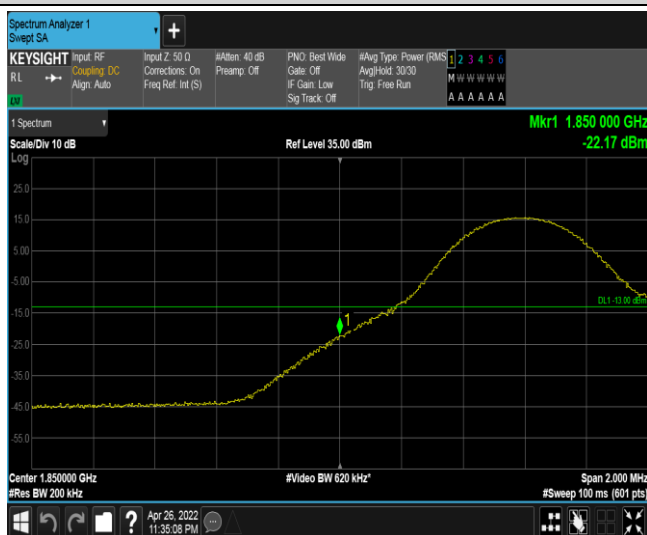 Spectrum Analyzer 1
Swept SA
KEYSIGHT Input: RF Input Z: 50 Ω #Atten: 40 dB PNO: Best Wide #Avg Type: Power (RMS 1 2 3 4 5 6
RL Coupling: DC Corrections: On Preamp: Off Gate: Off Avg|Hold: 30/30 M W W W W W
Align: Auto Freq Ref: Int (S) IF Gain: Low Trig: Free Run
Sig Track: Off A A A A A A
1 Spectrum
Mkr1 1.850 000 GHz
Scale/Div 10 dB Ref Level 35.00 dBm -22.17 dBm
Log
25.0
15.0
5.00
-5.00
DL1 -13.00 dBm
-15.0
1
-25.0
-35.0
-45.0
-55.0
Center 1.850000 GHz #Video BW 620 kHz* Span 2.000 MHz
#Res BW 200 kHz #Sweep 100 ms (601 pts)
Apr 26, 2022
11:35:08 PM